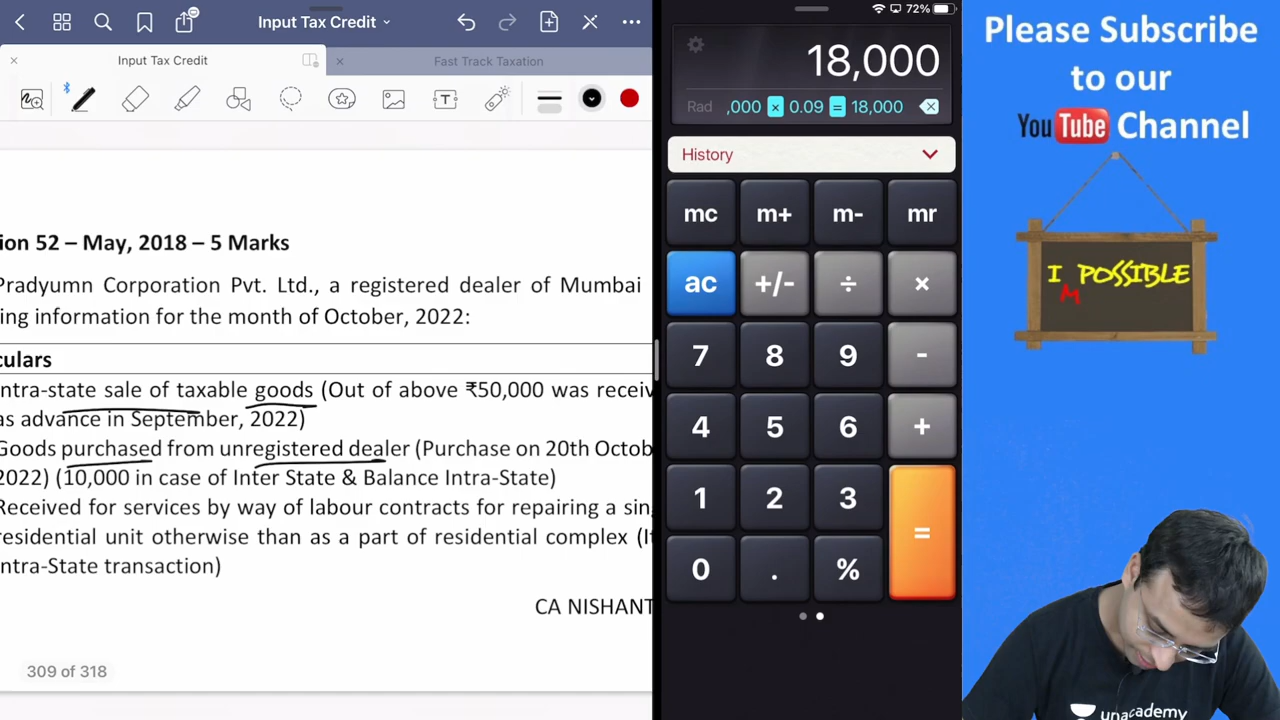 Input Tax Credit
72%
Input Tax Credit
Fast Track Taxation
T
ion 52 – May, 2018 – 5 Marks
Pradyumn Corporation Pvt. Ltd., a registered dealer of Mumbai
ing information for the month of October, 2022:
culars
ntra-state sale of taxable goods (Out of above ₹50,000 was receiv
as advance in September, 2022)
Goods purchased from unregistered dealer (Purchase on 20th Octob
2022) (10,000 in case of Inter State & Balance Intra-State)
Received for services by way of labour contracts for repairing a sin
residential unit otherwise than as a part of residential complex (It
ntra-State transaction)
CA NISHANT
309 of 318
18,000
Rad ,000 × 0.09 = 18,000
History
mc m+ m- mr
ac +/- ÷ ×
7 8 9 -
4 5 6 +
1 2 3 =
0 . %
Please Subscribe
to our
YouTube Channel
I POSSIBLE
M
unacademy